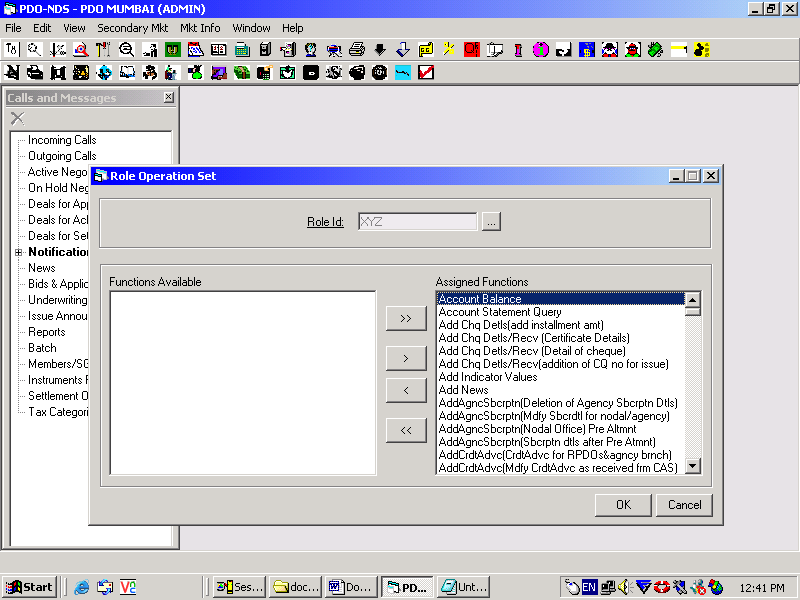 PDO-NDS - PDO MUMBAI (ADMIN)
File Edit View Secondary Mkt Mkt Info Window Help
Calls and Messages
Incoming Calls
Outgoing Calls
Active Nego
On Hold Neg
Deals for Ap
Deals for Ac
Deals for Se
Notification
News
Bids & Applic
Underwriting
Issue Annou
Reports
Batch
Members/SG
Instruments
Settlement O
Tax Categori
Role Operation Set
Role Id: XYZ ...
Functions Available
Assigned Functions
>>
>
<
<<
Account Balance
Account Statement Query
Add Chq Detls(add installment amt)
Add Chq Detls/Recv (Certificate Details)
Add Chq Detls/Recv (Detail of cheque)
Add Chq Detls/Recv(addition of CQ no for issue)
Add Indicator Values
Add News
AddAgncSbcrptn(Deletion of Agency Sbcrptn Dtls)
AddAgncSbcrptn(Mdfy Sbcrdtl for nodal/agency)
AddAgncSbcrptn(Nodal Office) Pre Altmnt
AddAgncSbcrptn(Sbcrptn dtls after Pre Atmnt)
AddCrdtAdvc(CrdtAdvc for RPDOs&agncy brnch)
AddCrdtAdvc(Mdfy CrdtAdvc as received frm CAS)
OK Cancel
Start Ses... doc... Do... PD... Unt... EN 12:41 PM